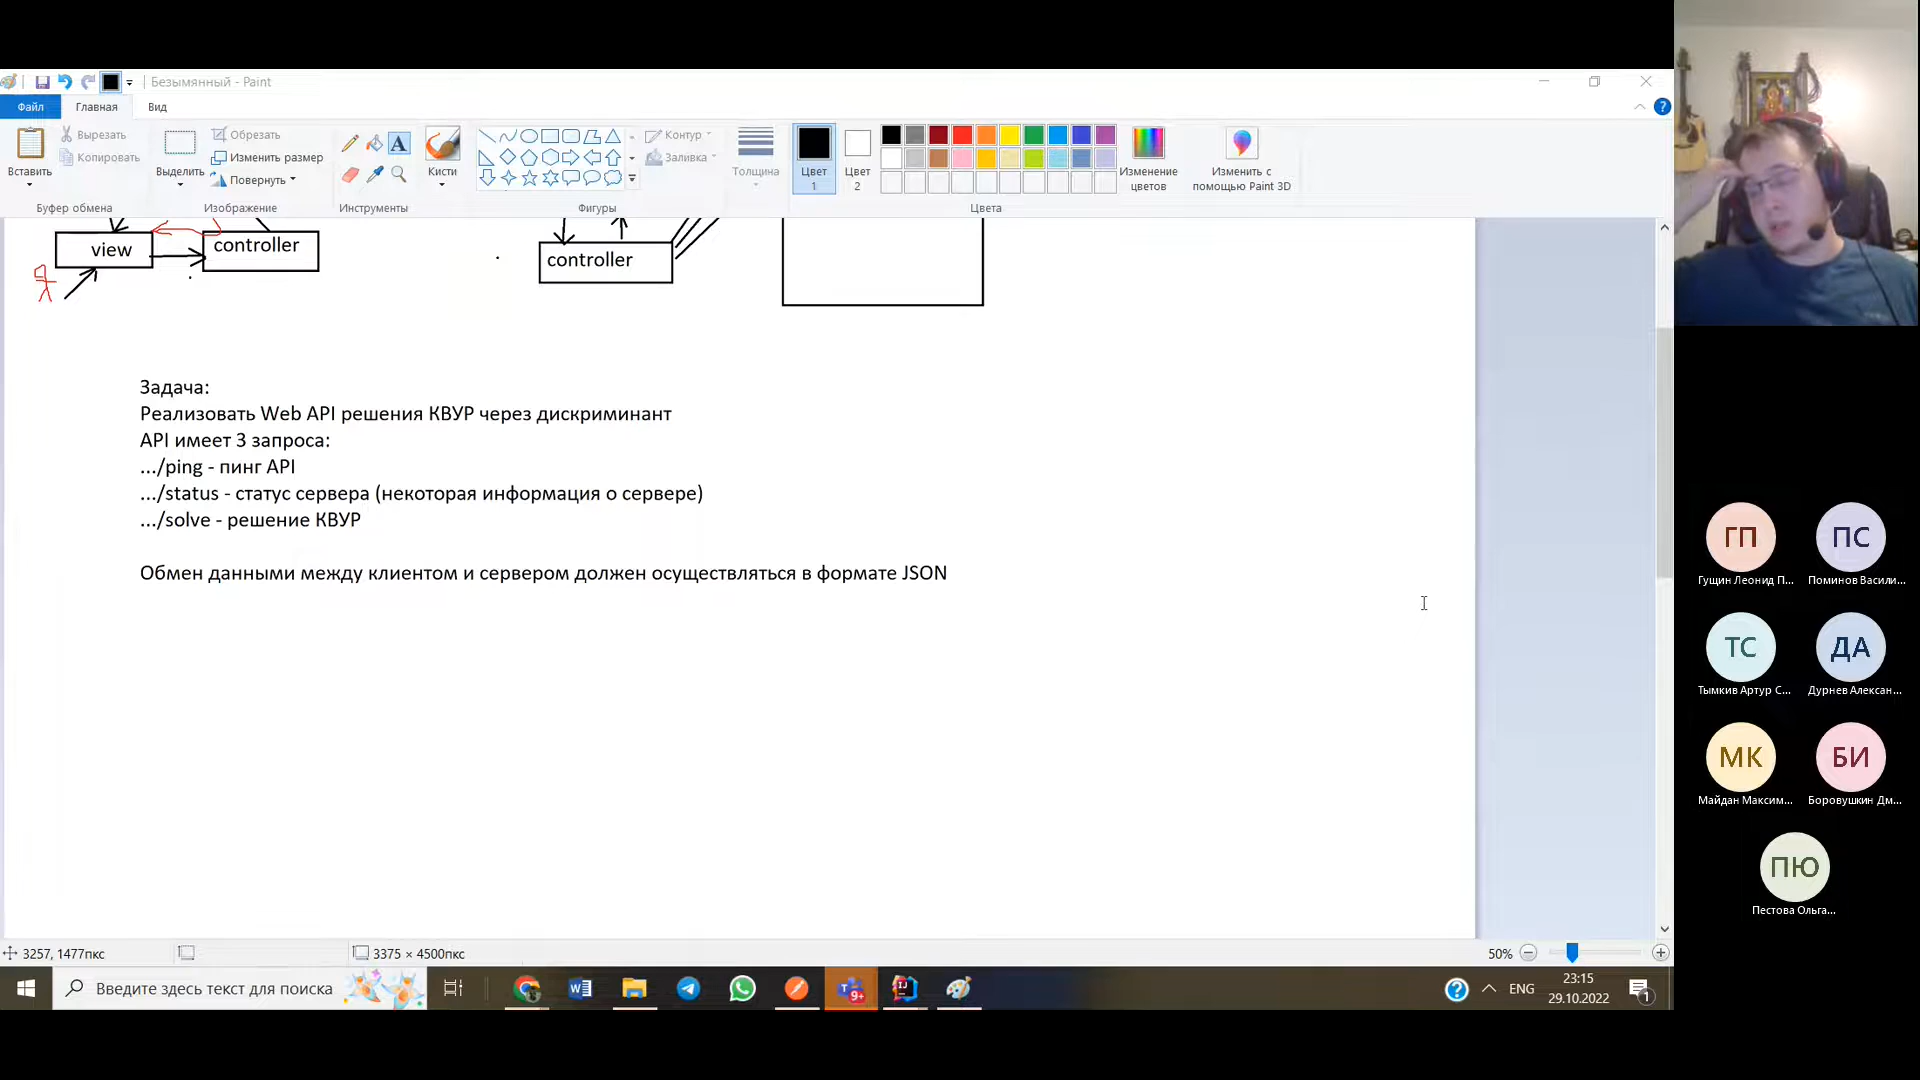 Безымянный - Paint
Файл
Главная
Вид
Вставить
Вырезать
Копировать
Буфер обмена
Выделить
Обрезать
Изменить размер
Повернуть
Изображение
A
Инструменты
Кисти
Контур
Заливка
Фигуры
Толщина
Цвет 1
Цвет 2
Изменение цветов
Цвета
Изменить с помощью Paint 3D
view
controller
controller
Задача:
Реализовать Web API решения КВУР через дискриминант
API имеет 3 запроса:
.../ping - пинг API
.../status - статус сервера (некоторая информация о сервере)
.../solve - решение КВУР
Обмен данными между клиентом и сервером должен осуществляться в формате JSON
ГП
Гущин Леонид П...
ПС
Поминов Васили...
ТС
Тымкив Артур С...
ДА
Дурнев Алексан...
МК
Майдан Максим...
БИ
Боровушкин Дм...
ПЮ
Пестова Ольга...
3257, 1477пкс
3375 × 4500пкс
50%
Введите здесь текст для поиска
9+
ENG
23:15
29.10.2022
1